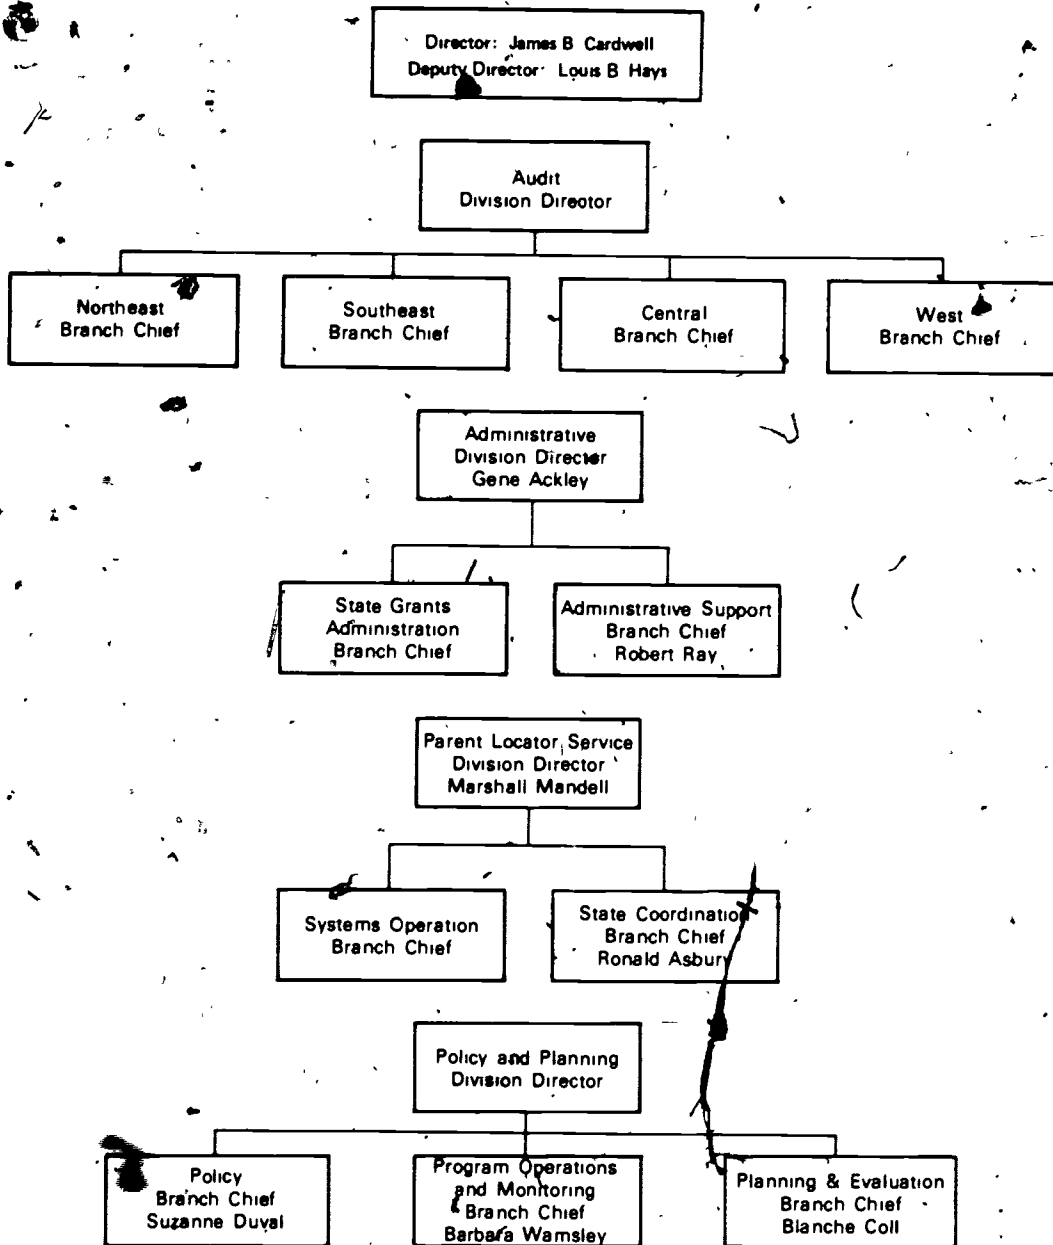 Director: James B Cardwell
Deputy Director Louis B Hays
Audit
Division Director
Northeast
Branch Chief
Southeast
Branch Chief
Central
Branch Chief
West
Branch Chief
Administrative
Division Director
Gene Ackley
State Grants
Administration
Branch Chief
Administrative Support
Branch Chief
Robert Ray
Parent Locator Service
Division Director
Marshall Mandell
Systems Operation
Branch Chief
State Coordination
Branch Chief
Ronald Asbury
Policy and Planning
Division Director
Policy
Branch Chief
Suzanne Duval
Program Operations
and Monitoring
Branch Chief
Barbara Wamsley
Planning & Evaluation
Branch Chief
Blanche Coll